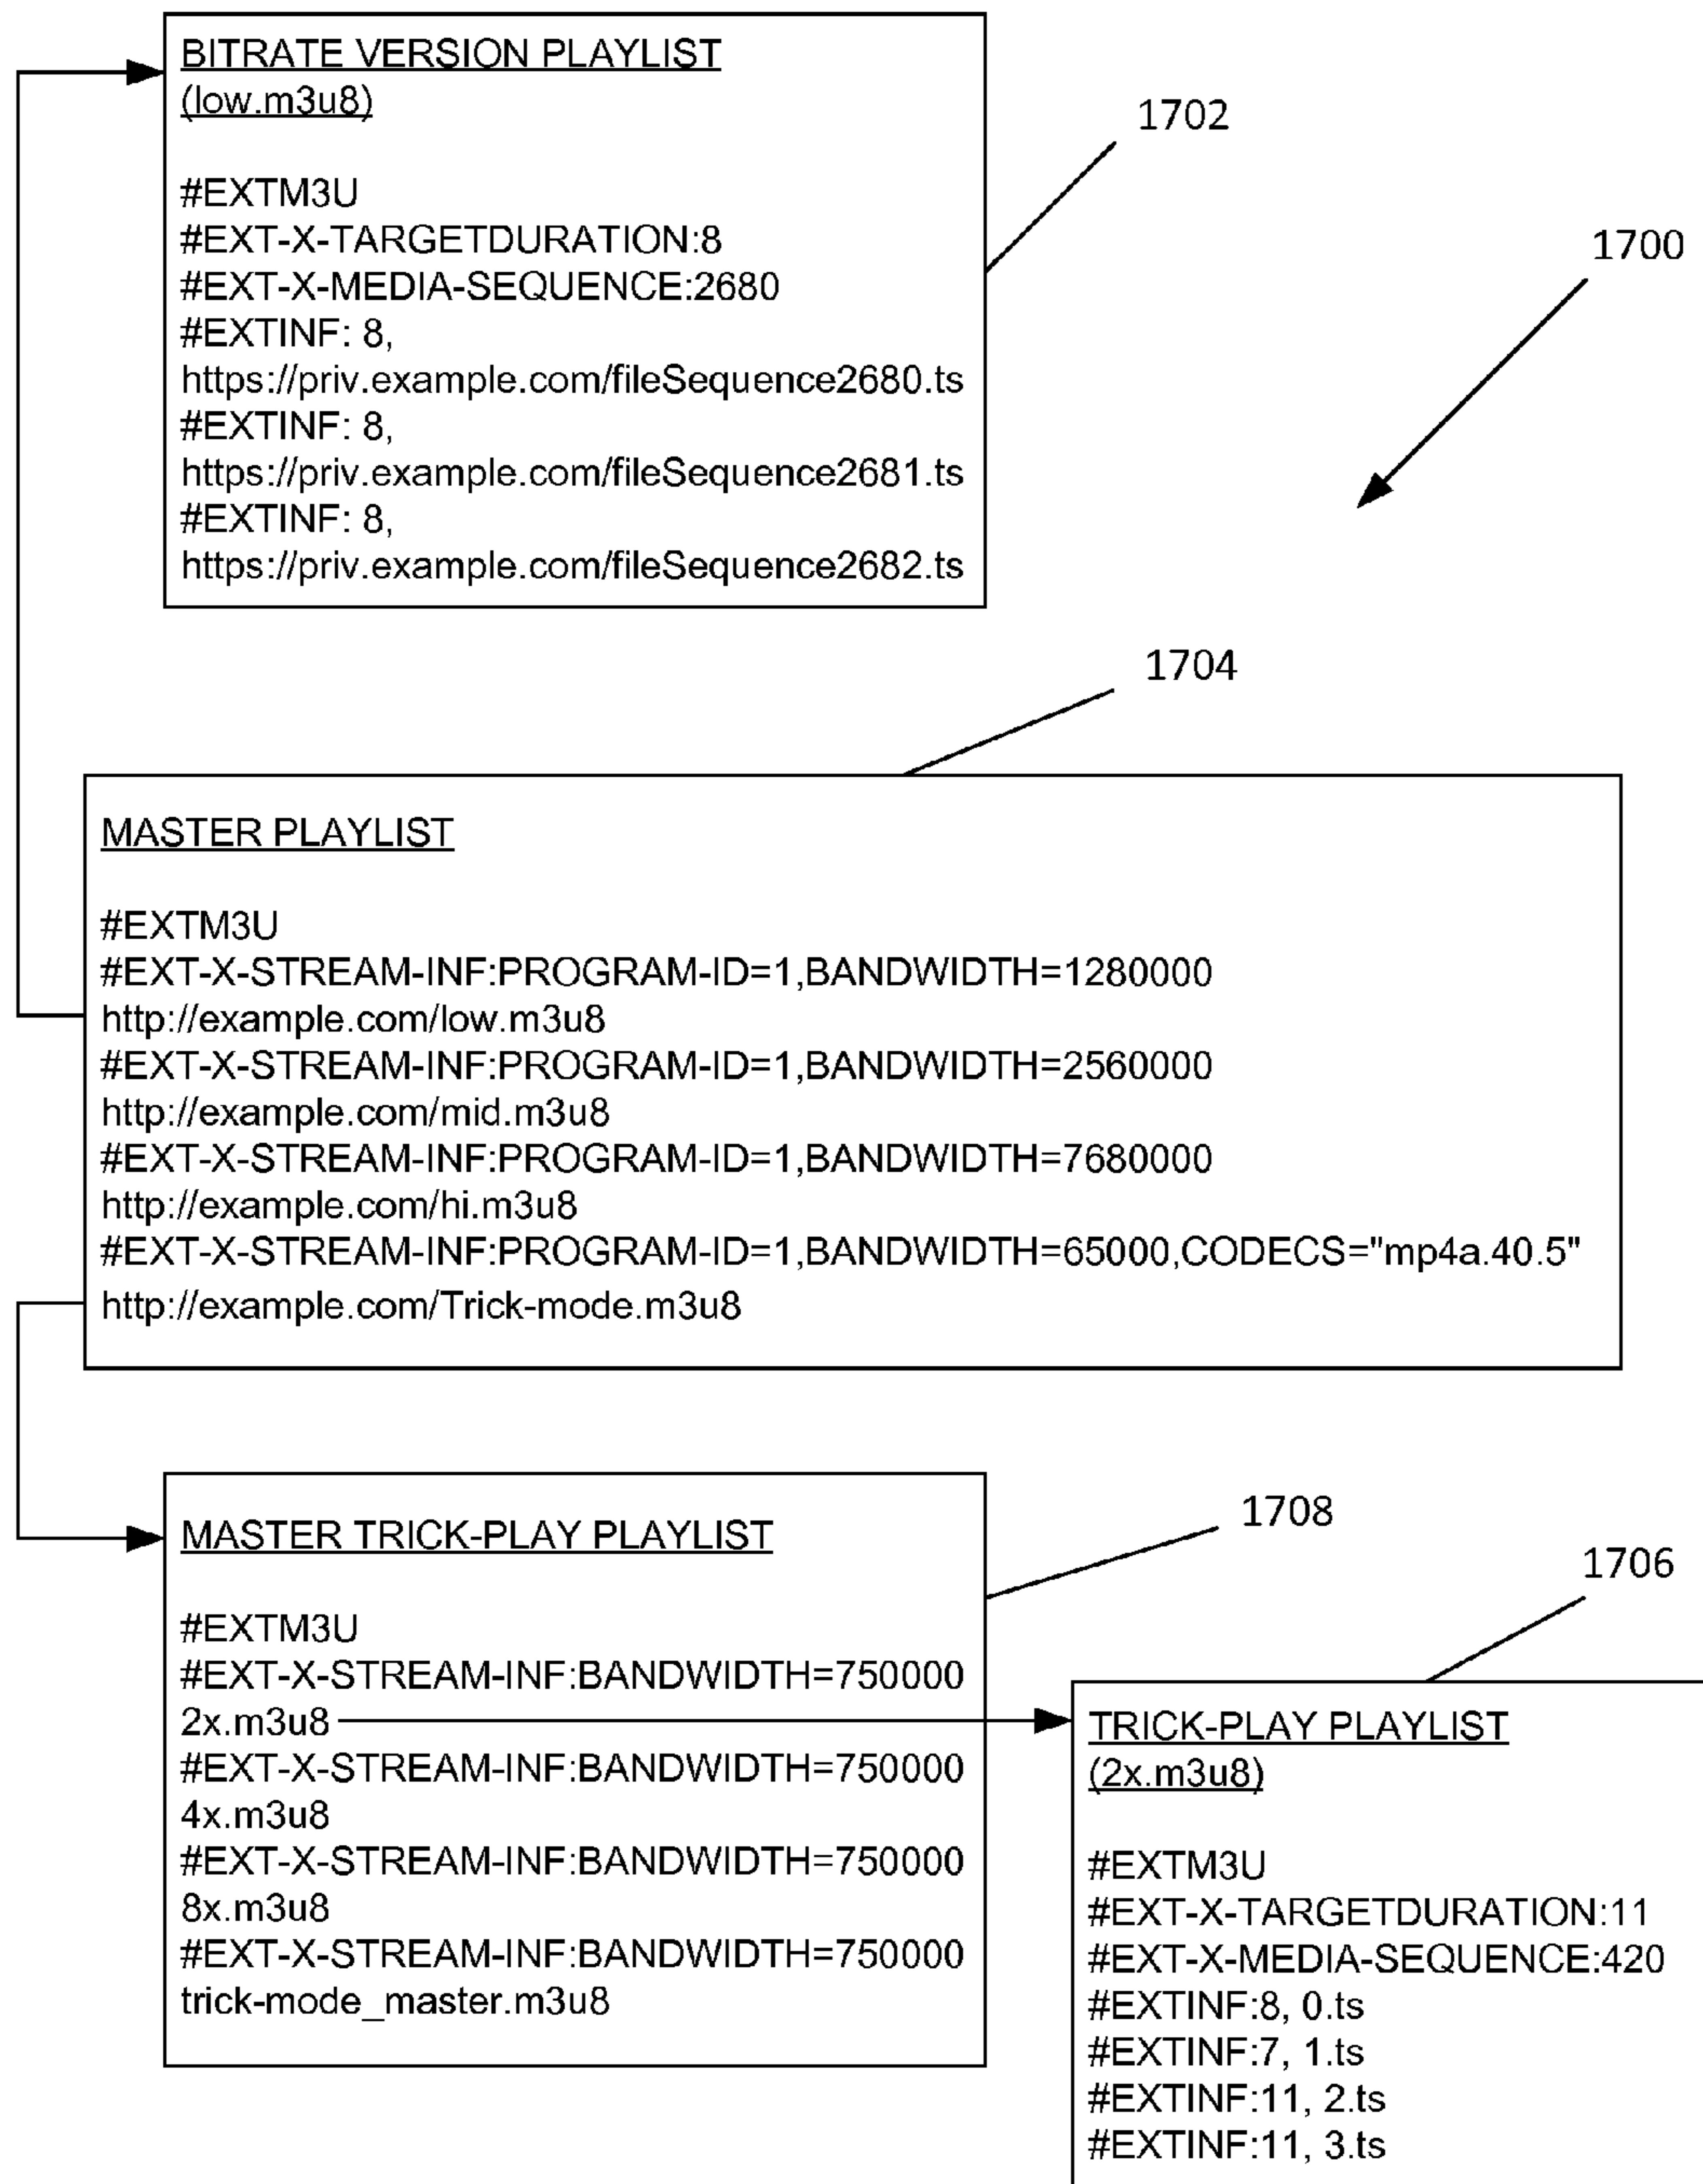 BITRATE VERSION PLAYLIST
(low.m3u8)
#EXTM3U
#EXT-X-TARGETDURATION:8
#EXT-X-MEDIA-SEQUENCE:2680
#EXTINF: 8,
https://priv.example.com/fileSequence2680.ts
#EXTINF: 8,
https://priv.example.com/fileSequence2681.ts
#EXTINF: 8,
https://priv.example.com/fileSequence2682.ts
1702
1700
1704
MASTER PLAYLIST
#EXTM3U
#EXT-X-STREAM-INF:PROGRAM-ID=1,BANDWIDTH=1280000
http://example.com/low.m3u8
#EXT-X-STREAM-INF:PROGRAM-ID=1,BANDWIDTH=2560000
http://example.com/mid.m3u8
#EXT-X-STREAM-INF:PROGRAM-ID=1,BANDWIDTH=7680000
http://example.com/hi.m3u8
#EXT-X-STREAM-INF:PROGRAM-ID=1,BANDWIDTH=65000,CODECS="mp4a.40.5"
http://example.com/Trick-mode.m3u8
MASTER TRICK-PLAY PLAYLIST
#EXTM3U
#EXT-X-STREAM-INF:BANDWIDTH=750000
2x.m3u8
#EXT-X-STREAM-INF:BANDWIDTH=750000
4x.m3u8
#EXT-X-STREAM-INF:BANDWIDTH=750000
8x.m3u8
#EXT-X-STREAM-INF:BANDWIDTH=750000
trick-mode_master.m3u8
1708
1706
TRICK-PLAY PLAYLIST
(2x.m3u8)
#EXTM3U
#EXT-X-TARGETDURATION:11
#EXT-X-MEDIA-SEQUENCE:420
#EXTINF:8, 0.ts
#EXTINF:7, 1.ts
#EXTINF:11, 2.ts
#EXTINF:11, 3.ts